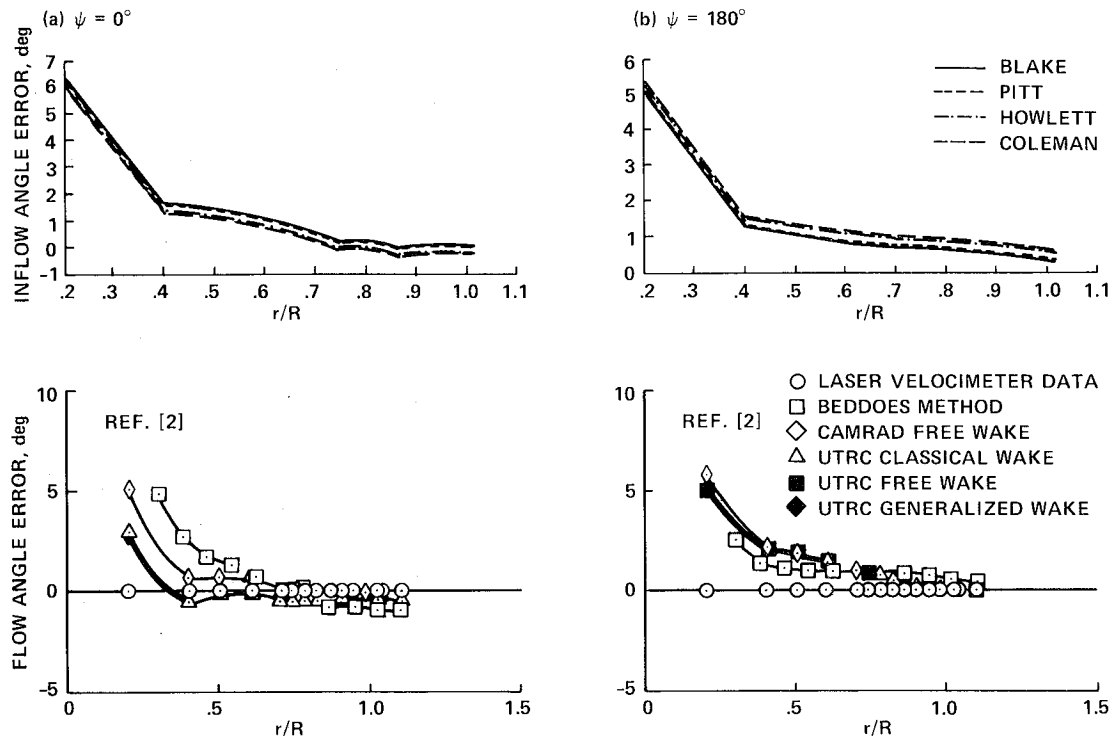 (a) ψ = 0°
INFLOW ANGLE ERROR, deg
7
6
5
4
3
2
1
0
−1
.2 .3 .4 .5 .6 .7 .8 .9 1.0 1.1
r/R
(b) ψ = 180°
6
5
4
3
2
1
0
.2 .3 .4 .5 .6 .7 .8 .9 1.0 1.1
r/R
BLAKE
PITT
HOWLETT
COLEMAN
FLOW ANGLE ERROR, deg
10
5
0
−5
REF. [2]
0 .5 1.0 1.5
r/R
10
5
0
−5
REF. [2]
0 .5 1.0 1.5
r/R
LASER VELOCIMETER DATA
BEDDOES METHOD
CAMRAD FREE WAKE
UTRC CLASSICAL WAKE
UTRC FREE WAKE
UTRC GENERALIZED WAKE